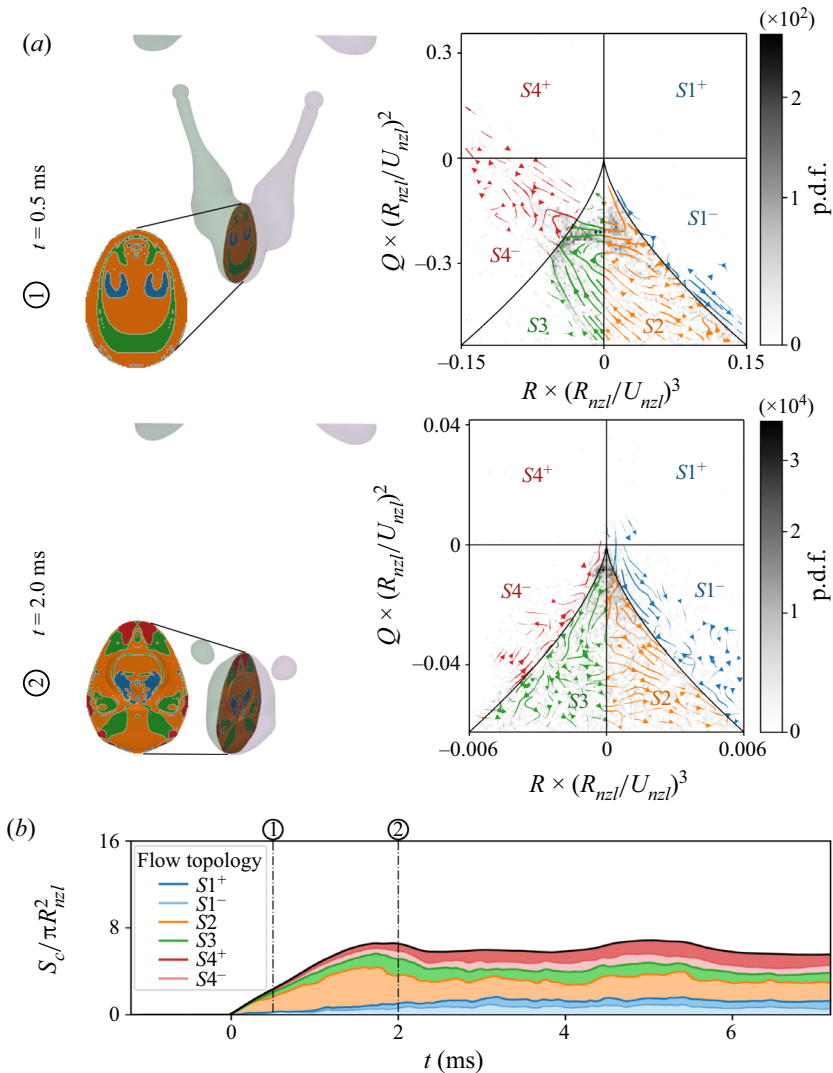 (a)
① t = 0.5 ms
(×10²)
0.3
0
−0.3
Q × (R_nzl/U_nzl)²
S4⁺
S1⁺
S4⁻
S1⁻
S3
S2
−0.15
0
0.15
R × (R_nzl/U_nzl)³
2
1
0
p.d.f.
② t = 2.0 ms
(×10⁴)
0.04
0
−0.04
Q × (R_nzl/U_nzl)²
S4⁺
S1⁺
S4⁻
S1⁻
S3
S2
−0.006
0
0.006
R × (R_nzl/U_nzl)³
3
2
1
0
p.d.f.
(b)
①
②
16
8
0
S_c/πR²_nzl
Flow topology
S1⁺
S1⁻
S2
S3
S4⁺
S4⁻
0
2
4
6
t (ms)